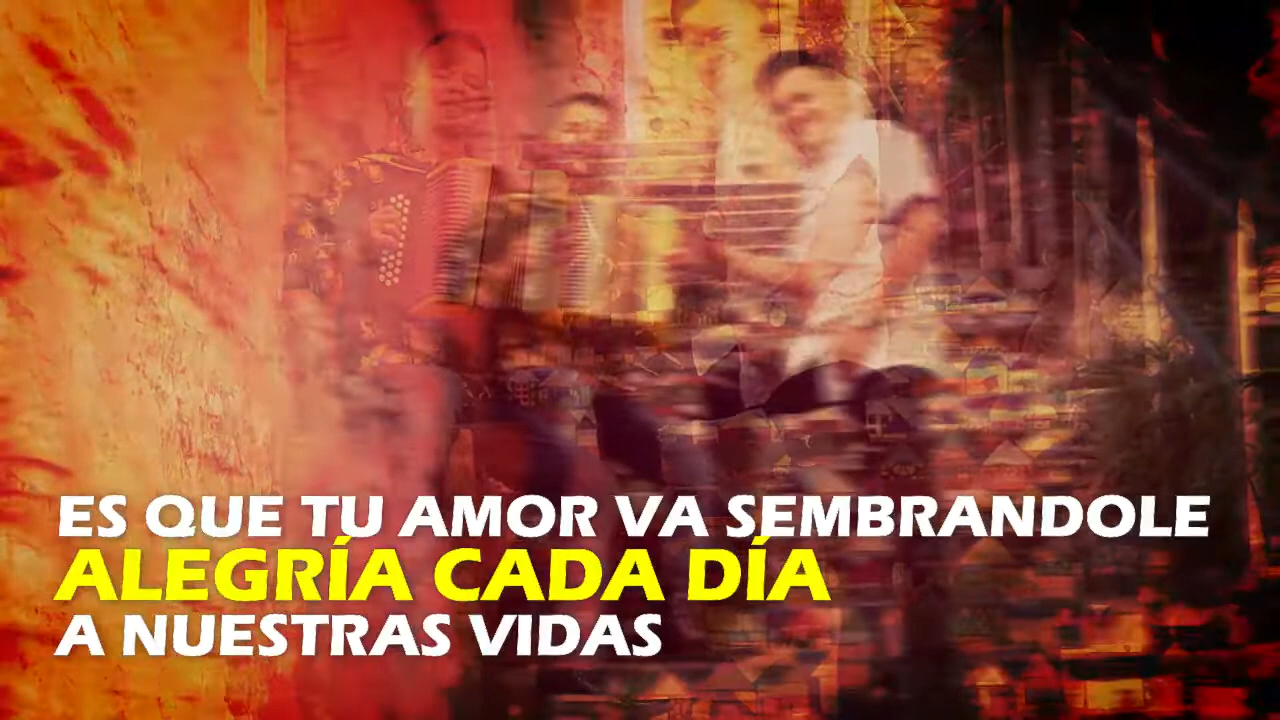 ES QUE TU AMOR VA SEMBRANDOLE
ALEGRÍA CADA DÍA
A NUESTRAS VIDAS